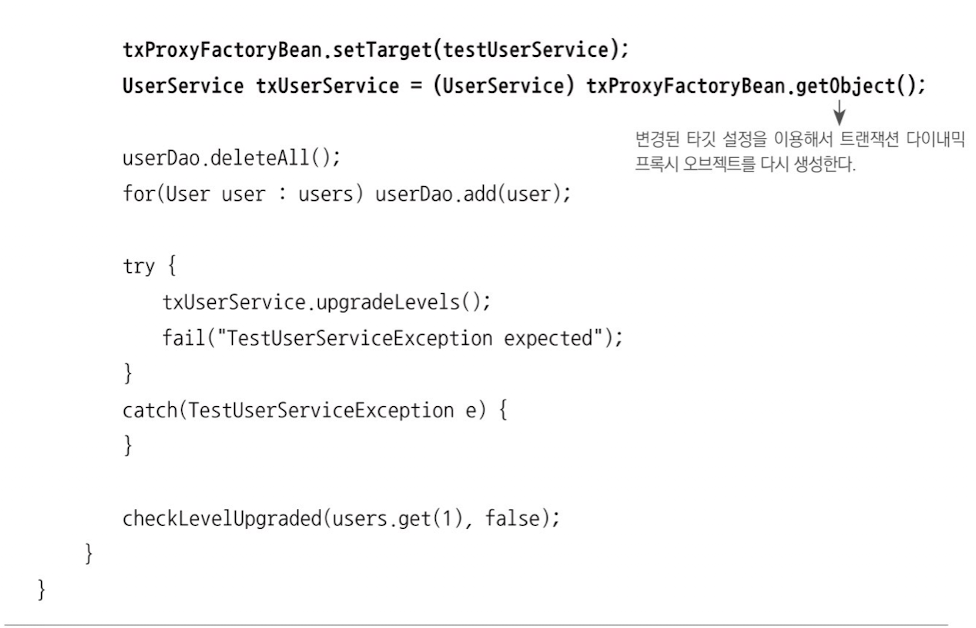 txProxyFactoryBean.setTarget(testUserService);
UserService txUserService = (UserService) txProxyFactoryBean.getObject();
변경된 타깃 설정을 이용해서 트랜잭션 다이내믹
프록시 오브젝트를 다시 생성한다.
userDao.deleteAll();
for(User user : users) userDao.add(user);
try {
txUserService.upgradeLevels();
fail("TestUserServiceException expected");
}
catch(TestUserServiceException e) {
}
checkLevelUpgraded(users.get(1), false);
}
}